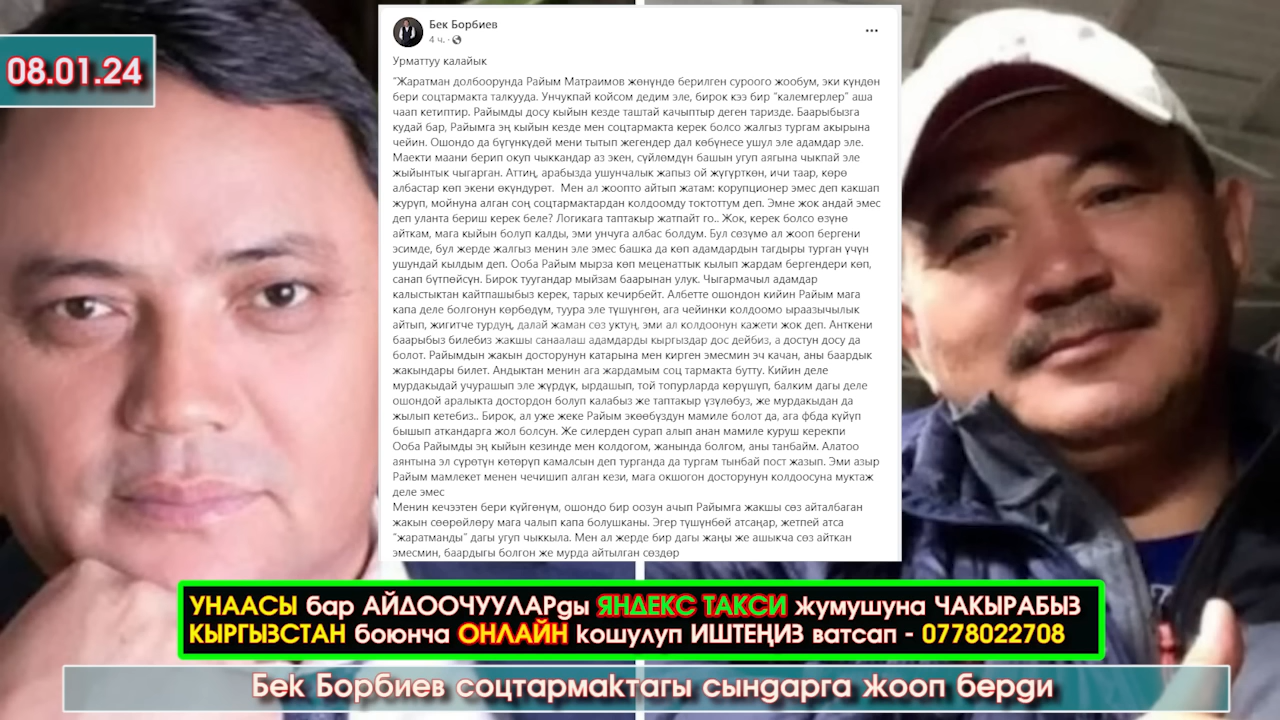 08.01.24
Бек Борбиев
4 ч. ·
Урматтуу калайык
"Жаратман долбоорунда Райым Матраимов жөнүндө берилген суроого жообум, эки күндөн
бери соцтармакта талкууда. Унчукпай койсом дедим эле, бирок кээ бир "калемгерлер" аша
чаап кетиптир. Райымды досу кыйын кезде таштай качыптыр деген таризде. Баарыбызга
кудай бар, Райымга эң кыйын кезде мен соцтармакта керек болсо жалгыз тургам акырына
чейин. Ошондо да бүгүнкүдөй мени тытып жегендер дал көбүнесе ушул эле адамдар эле.
Маекти маани берип окуп чыккандар аз экен, сүйлөмдүн башын угуп аягына чыкпай эле
жыйынтык чыгарган. Аттиң, арабызда ушунчалык жапыз ой жүгүрткөн, ичи таар, көрө
албастар көп экени өкүндүрөт. Мен ал жоопто айтып жатам: корупционер эмес деп какшап
жүрүп, мойнуна алган соң соцтармактардан колдоомду токтоттум деп. Эмне жок андай эмес
деп уланта бериш керек беле? Логикага таптакыр жатпайт го.. Жок, керек болсо өзүнө
айткам, мага кыйын болуп калды, эми унчуга албас болдум. Бул сөзүмө ал жооп бергени
эсимде, бул жерде жалгыз менин эле эмес башка да көп адамдардын тагдыры турган үчүн
ушундай кылдым деп. Ооба Райым мырза көп меценаттык кылып жардам бергендери көп,
санап бүтпөйсүң. Бирок туугандар мыйзам баарынан улук. Чыгармачыл адамдар
калыстыктан кайтпашыбыз керек, тарых кечирбейт. Албетте ошондон кийин Райым мага
капа деле болгонун көрбөдүм, туура эле түшүнгөн, ага чейинки колдоомо ыраазычылык
айтып, жигитче турдуң, далай жаман сөз уктуң, эми ал колдоонун кажети жок деп. Анткени
баарыбыз билебиз жакшы санаалаш адамдарды кыргыздар дос дейбиз, а достун досу да
болот. Райымдын жакын досторунун катарына мен кирген эмесмин эч качан, аны баардык
жакындары билет. Андыктан менин ага жардамым соц тармакта бутту. Кийин деле
мурдакыдай учурашып эле жүрдүк, ырдашып, той топурларда көрүшүп, балким дагы деле
ошондой аралыкта достордон болуп калабыз же таптакыр үзүлөбүз, же мурдакыдан да
жылып кетебиз.. Бирок, ал уже жеке Райым экөөбүздун мамиле болот да, ага фбда күйүп
бышып аткандарга жол болсун. Же силерден сурап алып анан мамиле куруш керекпи
Ооба Райымды эң кыйын кезинде мен колдогом, жанында болгом, аны танбайм. Алатоо
аянтына эл сүрөтүн көтөрүп камалсын деп турганда да тургам тынбай пост жазып. Эми азыр
Райым мамлекет менен чечишип алган кези, мага окшогон досторунун колдоосуна муктаж
деле эмес
Менин кечээтен бери күйгөнүм, ошондо бир оозун ачып Райымга жакшы сөз айталбаган
жакын сөөрөйлөрү мага чалып капа болушканы. Эгер түшүнбөй атсаңар, жетпей атса
"жаратманды" дагы угуп чыккыла. Мен ал жерде бир дагы жаңы же ашыкча сөз айткан
эмесмин, баардыгы болгон же мурда айтылган сөздөр
УНААСЫ бар АЙДООЧУУЛАРды ЯНДЕКС ТАКСИ жумушуна ЧАКЫРАБЫЗ
КЫРГЫЗСТАН боюнча ОНЛАЙН кошулуп ИШТЕҢИЗ ватсап - 0778022708
Бек Борбиев соцтармактагы сындарга жооп берди